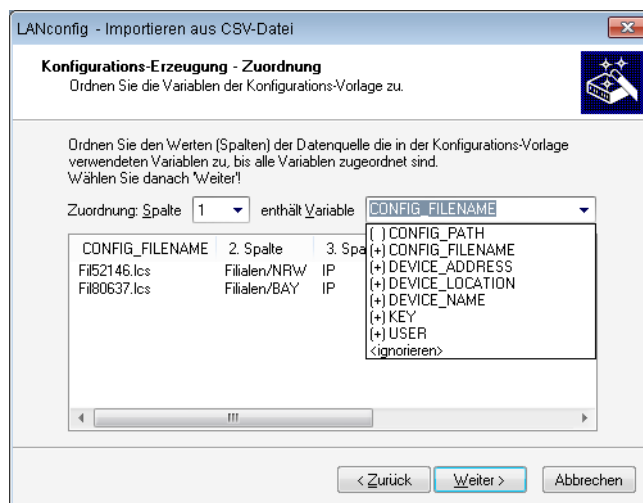 LANconfig - Importieren aus CSV-Datei
Konfigurations-Erzeugung - Zuordnung
Ordnen Sie die Variablen der Konfigurations-Vorlage zu.
Ordnen Sie den Werten (Spalten) der Datenquelle die in der Konfigurations-Vorlage
verwendeten Variablen zu, bis alle Variablen zugeordnet sind.
Wählen Sie danach 'Weiter'!
Zuordnung: Spalte 1 enthält Variable CONFIG_FILENAME
( ) CONFIG_PATH
(+) CONFIG_FILENAME
(+) DEVICE_ADDRESS
(+) DEVICE_LOCATION
(+) DEVICE_NAME
(+) KEY
(+) USER
<ignorieren>
CONFIG_FILENAME 2. Spalte 3. Spa
Fil52146.lcs Filialen/NRW IP
Fil80637.lcs Filialen/BAY IP
< Zurück Weiter > Abbrechen